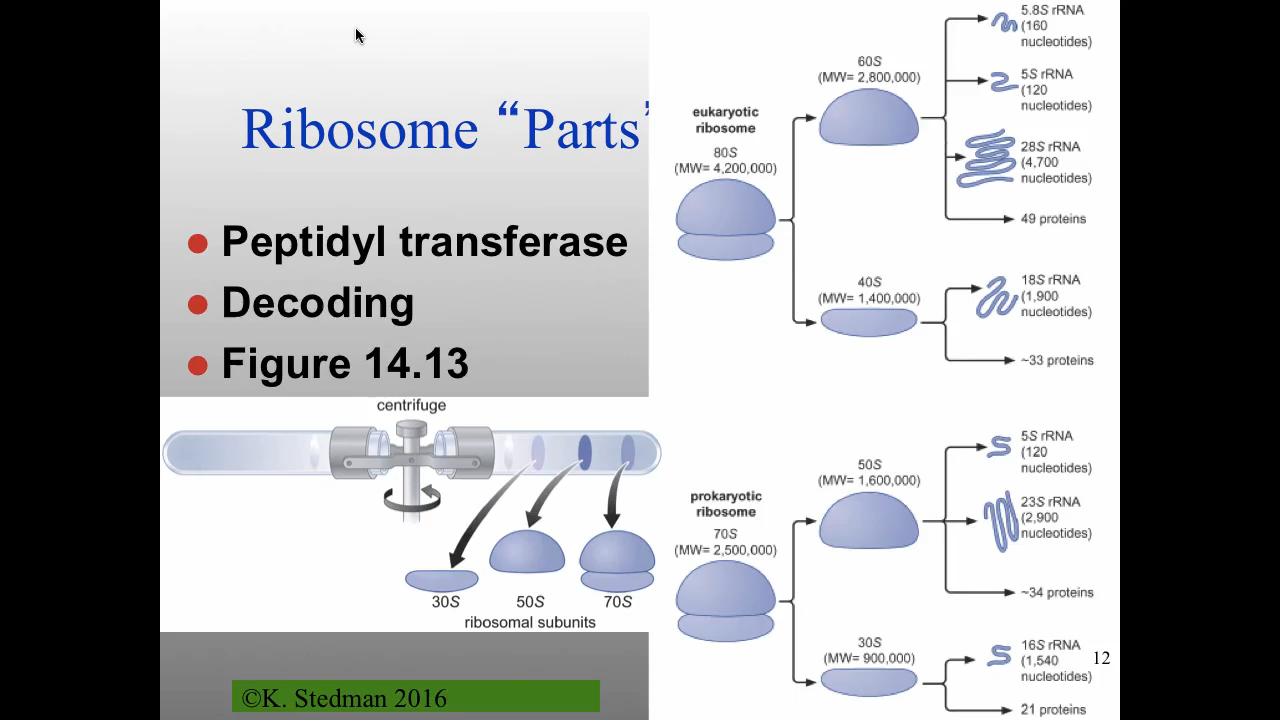 Ribosome “Parts”
● Peptidyl transferase
● Decoding
● Figure 14.13
centrifuge
30S
50S
70S
ribosomal subunits
©K. Stedman 2016
eukaryotic
ribosome
80S
(MW= 4,200,000)
60S
(MW= 2,800,000)
5.8S rRNA
(160
nucleotides)
5S rRNA
(120
nucleotides)
28S rRNA
(4,700
nucleotides)
49 proteins
40S
(MW= 1,400,000)
18S rRNA
(1,900
nucleotides)
~33 proteins
prokaryotic
ribosome
70S
(MW= 2,500,000)
50S
(MW= 1,600,000)
5S rRNA
(120
nucleotides)
23S rRNA
(2,900
nucleotides)
~34 proteins
30S
(MW= 900,000)
16S rRNA
(1,540
nucleotides)
21 proteins
12